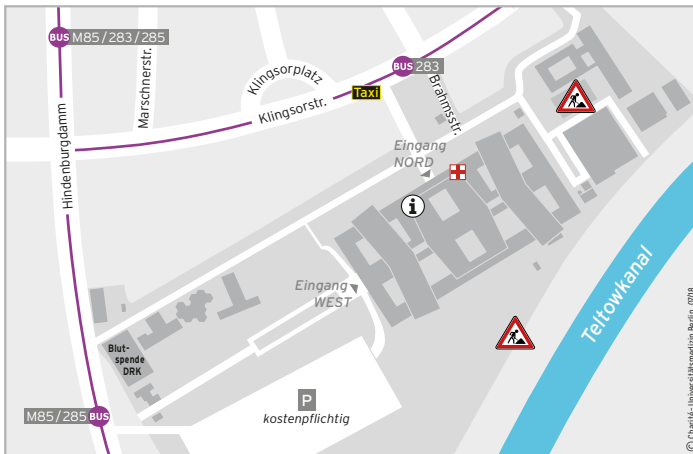 BUS M85/283/285
Marschnerstr.
Klingsorplatz
BUS 283
Taxi
Klingsorstr.
Brahmsstr.
Hindenburgdamm
Eingang
NORD
i
Eingang
WEST
Teltowkanal
Blut-
spende
DRK
P
kostenpflichtig
M85/285 BUS
© Charité-Universitätsmedizin Berlin, 07/18